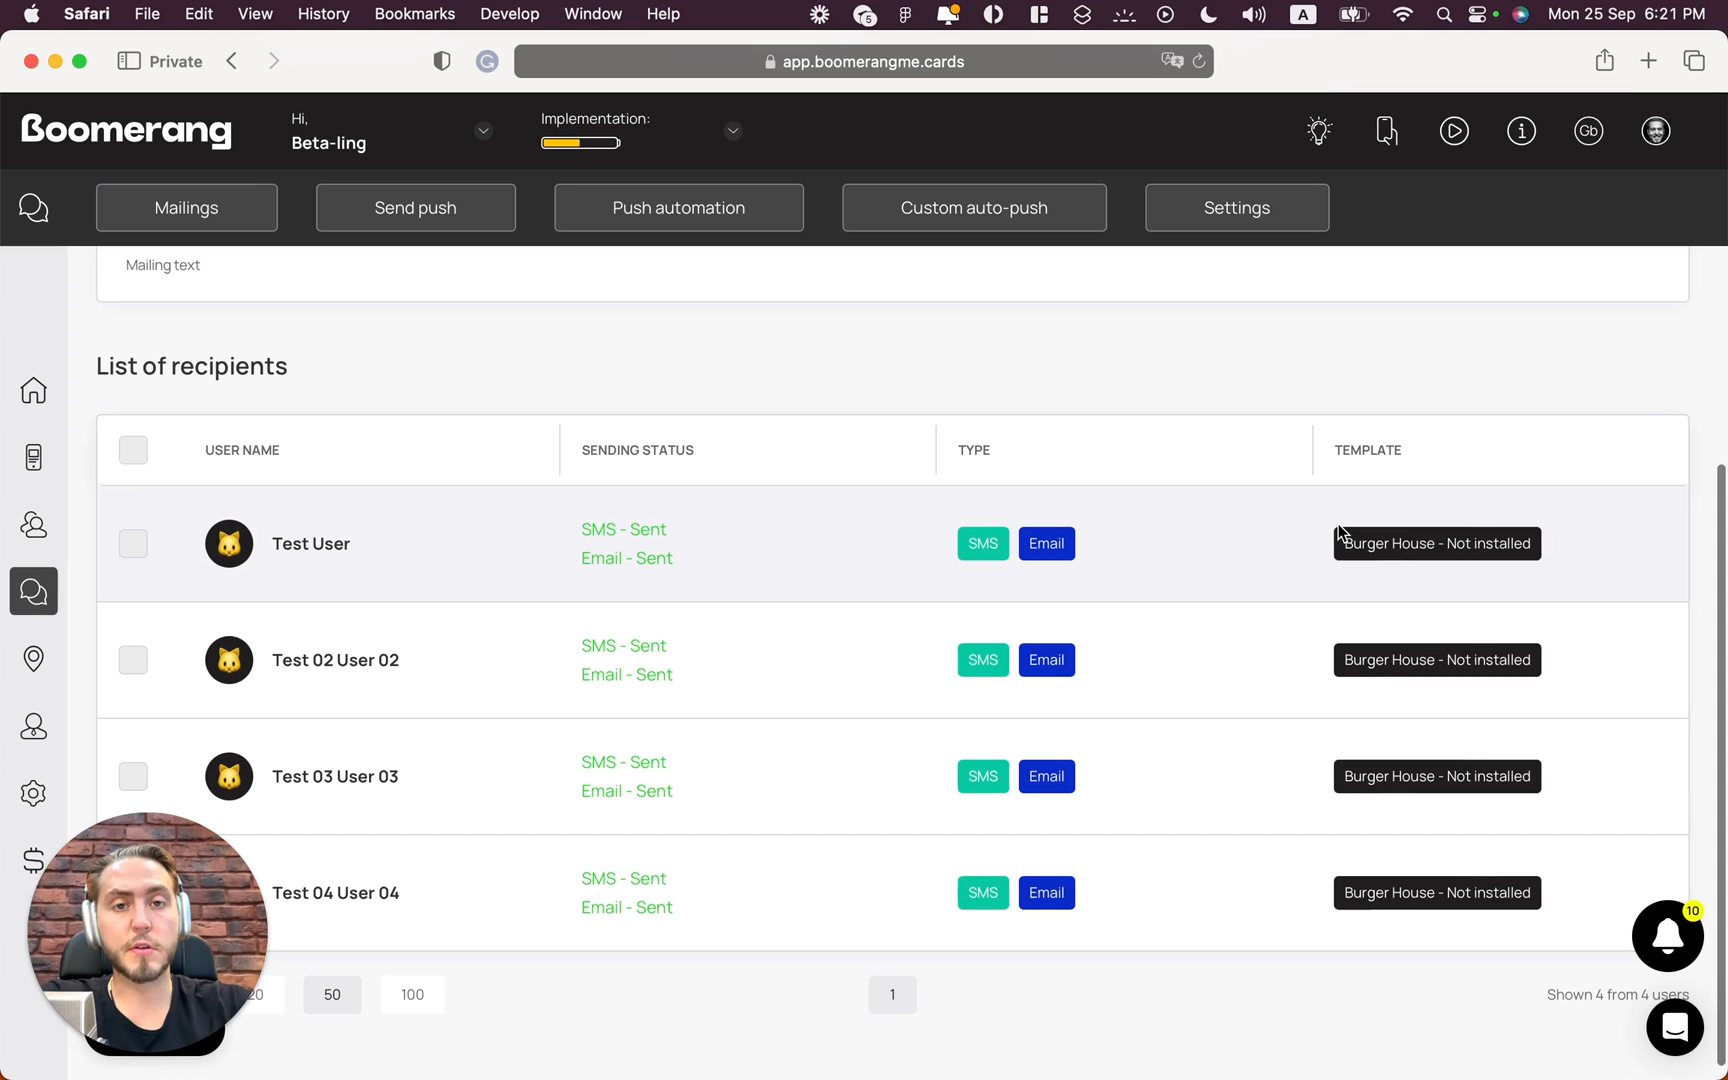 Safari File Edit View History Bookmarks Develop Window Help 5 A Mon 25 Sep 6:21 PM
Private G app.boomerangme.cards
Boomerang
Hi,
Beta-ling
Implementation:
Gb
Mailings Send push Push automation Custom auto-push Settings
Mailing text
List of recipients
USER NAME SENDING STATUS TYPE TEMPLATE
Test User
SMS - Sent
Email - Sent
SMS Email Burger House - Not installed
Test 02 User 02
SMS - Sent
Email - Sent
SMS Email Burger House - Not installed
Test 03 User 03
SMS - Sent
Email - Sent
SMS Email Burger House - Not installed
Test 04 User 04
SMS - Sent
Email - Sent
SMS Email Burger House - Not installed
10
20 50 100 1 Shown 4 from 4 users